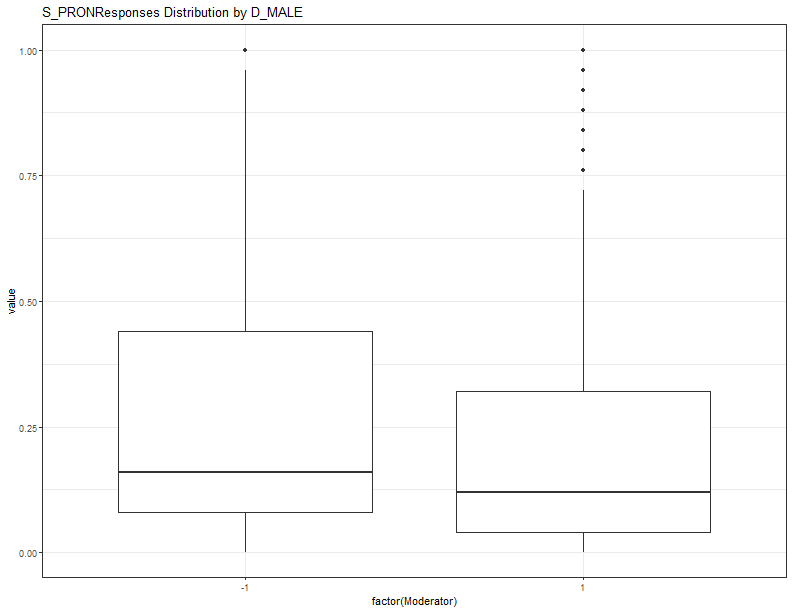 S_PRONResponses Distribution by D_MALE
1.00
0.75
0.50
0.25
0.00
value
-1
1
factor(Moderator)